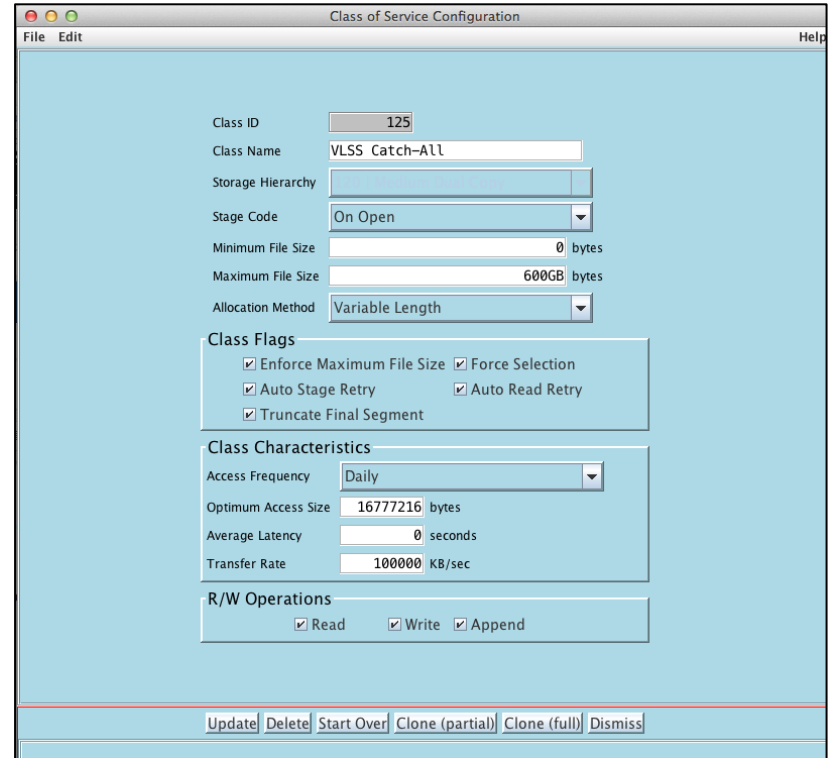 Class of Service Configuration
File Edit Help
Class ID 125
Class Name VLSS Catch-All
Storage Hierarchy
Stage Code On Open
Minimum File Size 0 bytes
Maximum File Size 600GB bytes
Allocation Method Variable Length
Class Flags
Enforce Maximum File Size Force Selection
Auto Stage Retry Auto Read Retry
Truncate Final Segment
Class Characteristics
Access Frequency Daily
Optimum Access Size 16777216 bytes
Average Latency 0 seconds
Transfer Rate 100000 KB/sec
R/W Operations
Read Write Append
Update Delete Start Over Clone (partial) Clone (full) Dismiss